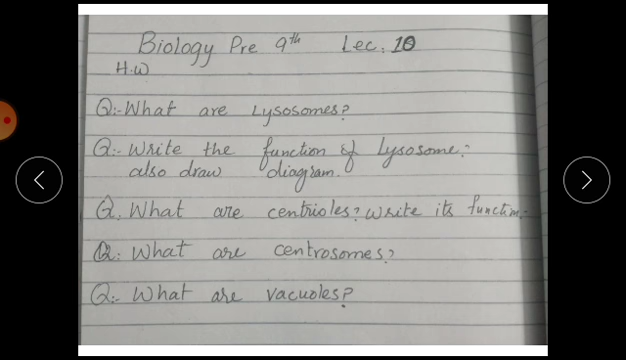 Biology Pre 9th Lec. 10
H.W
Q:- What are Lysosomes?
Q:- Write the function of Lysosome:
also draw diagram.
Q. What are centrioles? Write its function.
Q: What are centrosomes?
Q:- What are vacuoles?